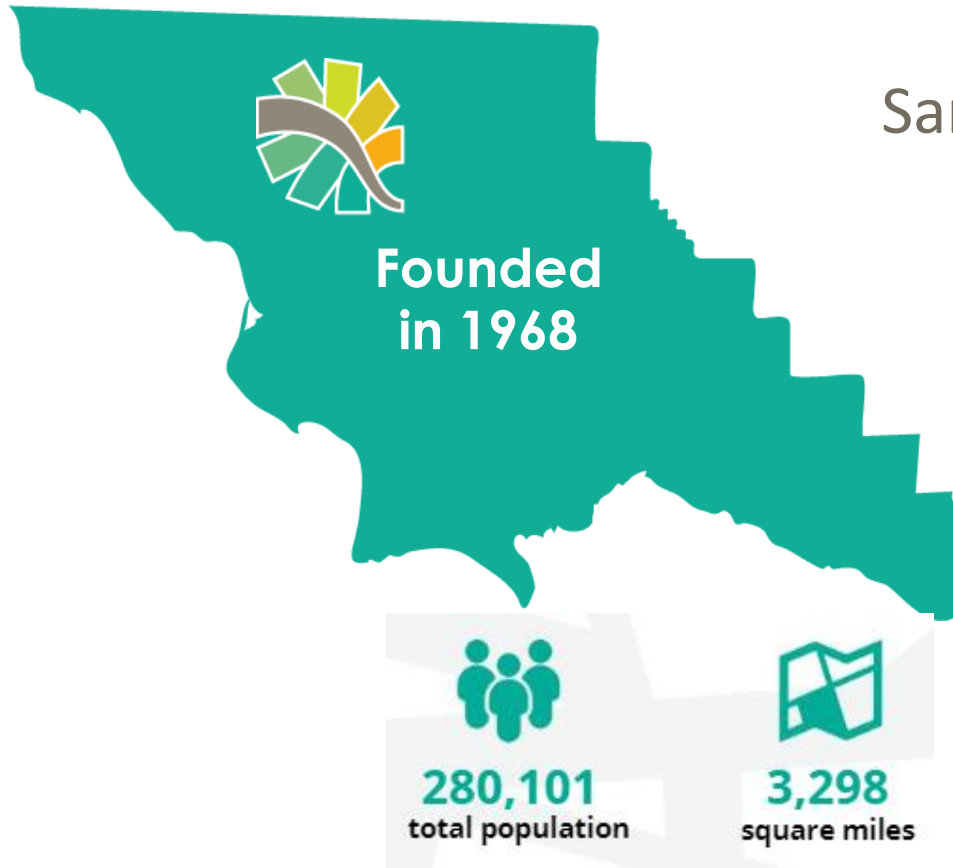 Founded
in 1968
280,101
total population
3,298
square miles